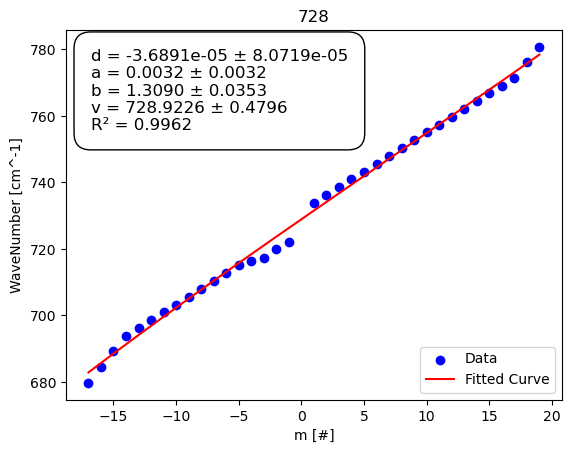 728
d = -3.6891e-05 ± 8.0719e-05
a = 0.0032 ± 0.0032
b = 1.3090 ± 0.0353
v = 728.9226 ± 0.4796
R² = 0.9962
780
760
740
720
700
680
WaveNumber [cm^-1]
Data
Fitted Curve
−15
−10
−5
0
5
10
15
20
m [#]